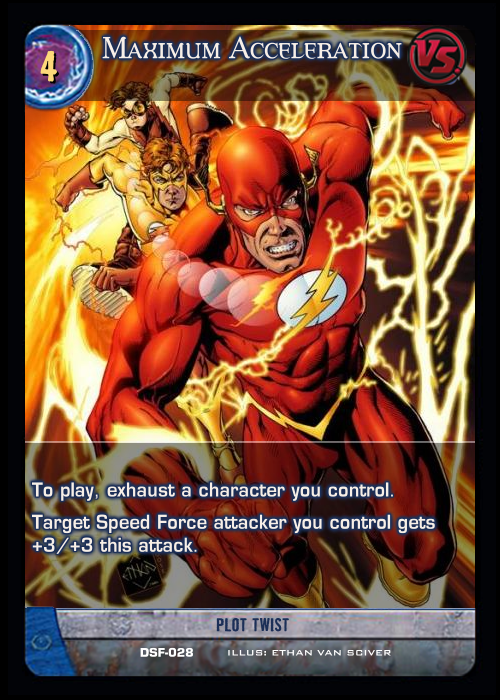 4
MAXIMUM ACCELERATION
VS.
To play, exhaust a character you control.
Target Speed Force attacker you control gets
+3/+3 this attack.
ETHAN
PLOT TWIST
DSF-028 ILLUS: ETHAN VAN SCIVER